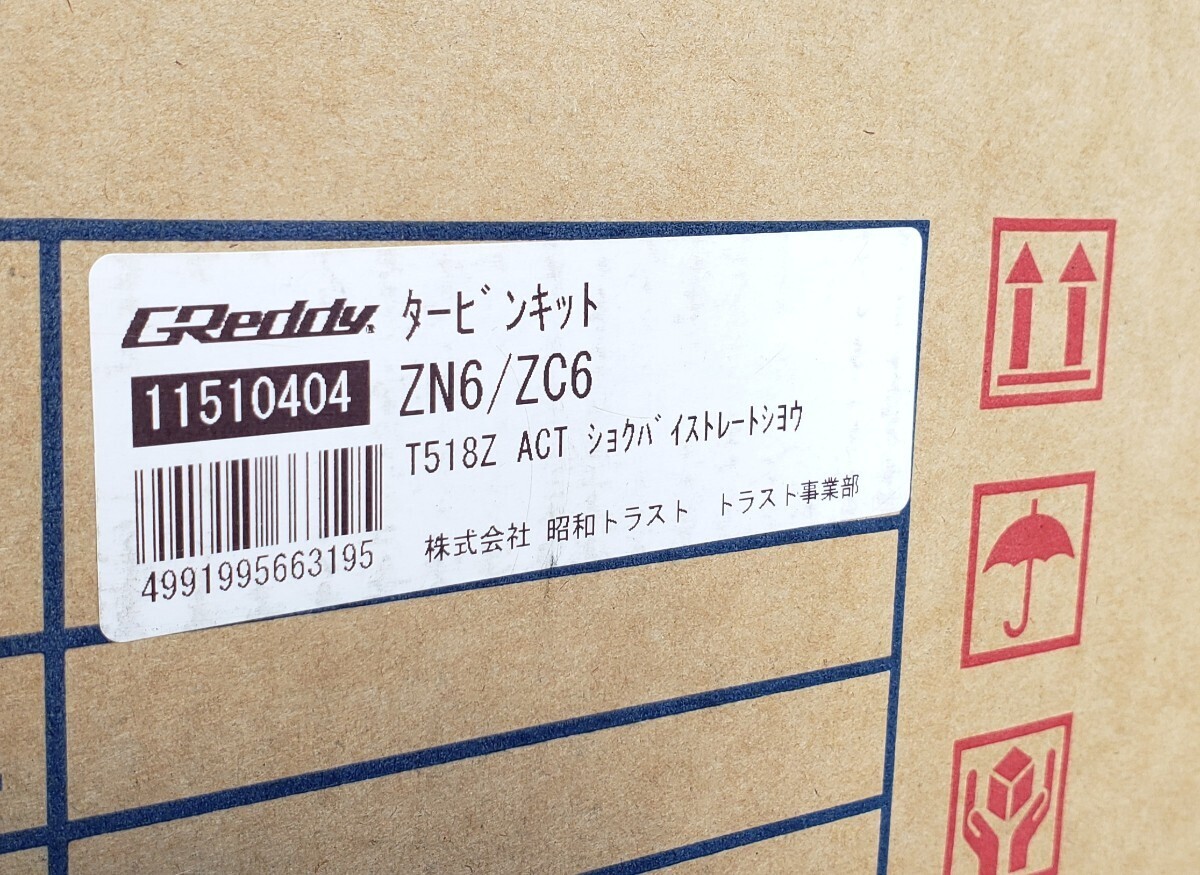 GReddy ﾀｰﾋﾞﾝｷｯﾄ
11510404 ZN6/ZC6
T518Z ACT ｼｮｸﾊﾞｲｽﾄﾚｰﾄｼﾖｳ
4991995663195
株式会社 昭和トラスト トラスト事業部